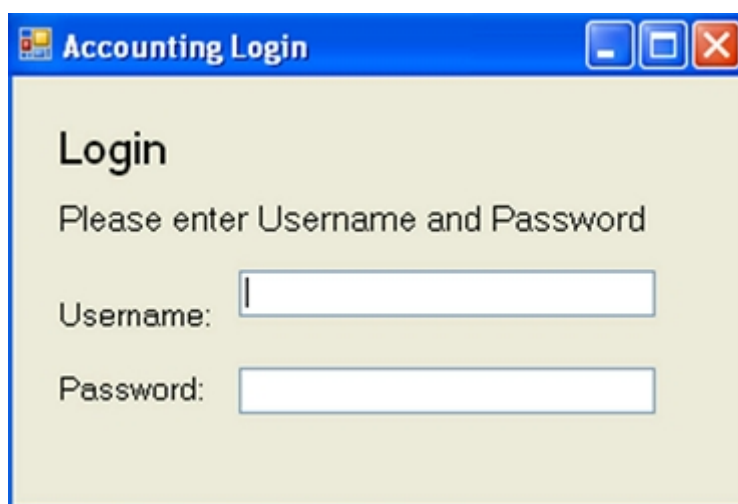 Accounting Login
Login
Please enter Username and Password
Username:
Password: